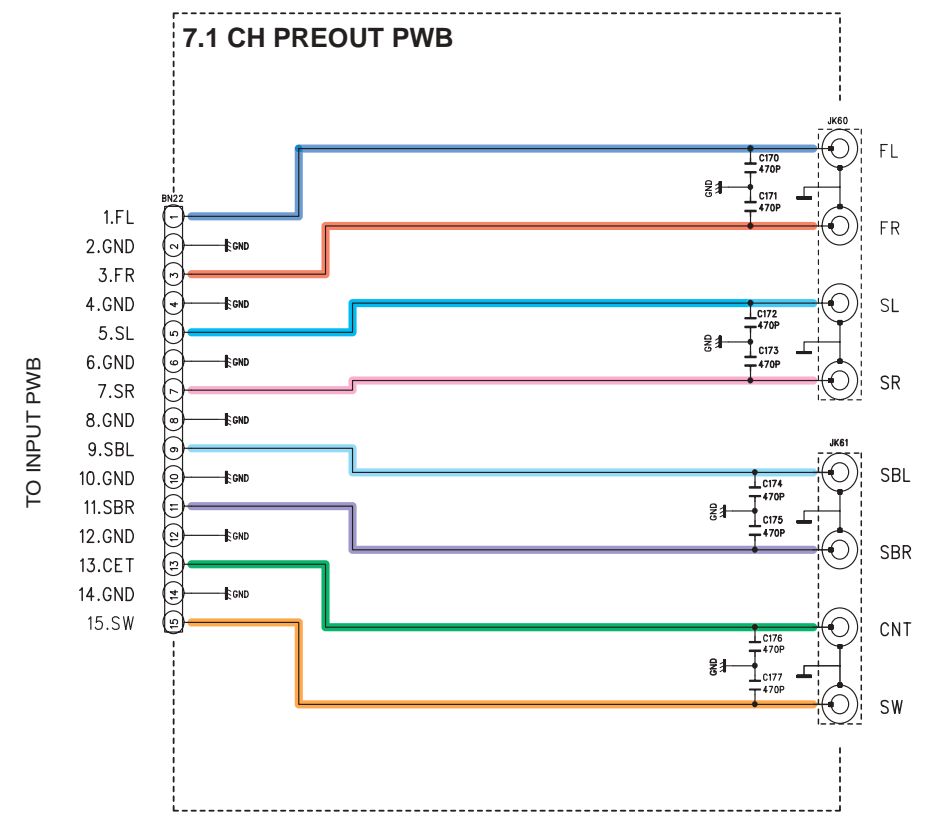 7.1 CH PREOUT PWB
TO INPUT PWB
BN22
1.FL
2.GND
3.FR
4.GND
5.SL
6.GND
7.SR
8.GND
9.SBL
10.GND
11.SBR
12.GND
13.CET
14.GND
15.SW
1
2
3
4
5
6
7
8
9
10
11
12
13
14
15
GND
GND
GND
GND
GND
GND
GND
C170
470P
GND
C171
470P
C172
470P
GND
C173
470P
C174
470P
GND
C175
470P
C176
470P
GND
C177
470P
JK60
FL
FR
SL
SR
JK61
SBL
SBR
CNT
SW